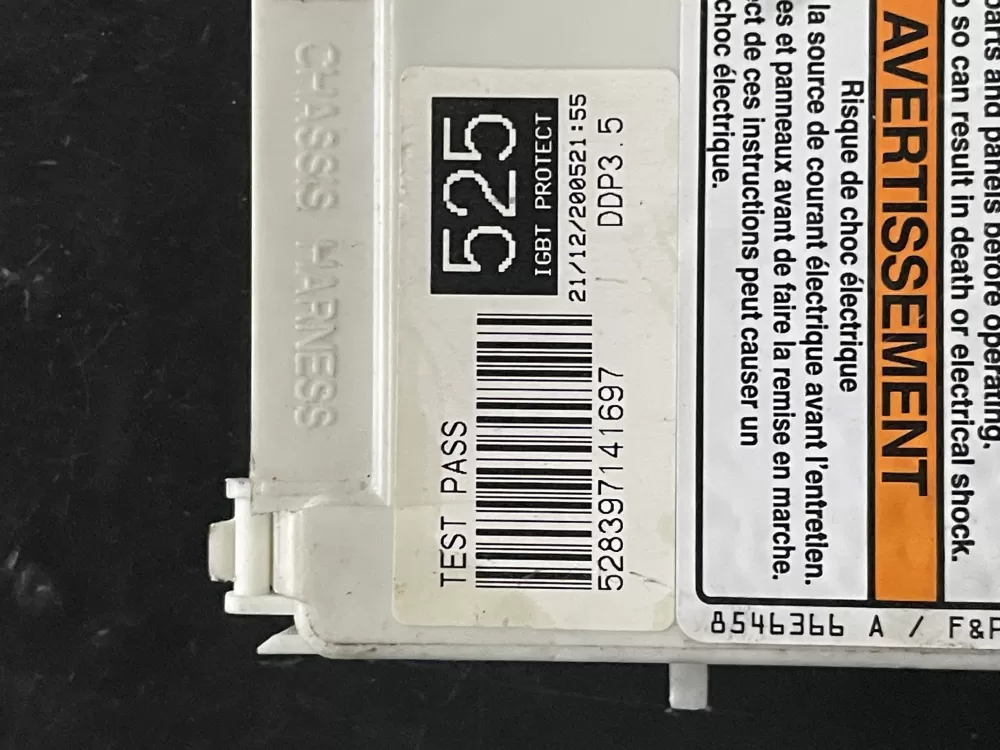 CHASSIS HARNESS
TEST PASS
525
IGBT PROTECT
528397141697
21/12/200521:55
DDP3.5
parts and panels before operating.
so can result in death or electrical shock.
AVERTISSEMENT
Risque de choc électrique
la source de courant électrique avant l'entretien.
es et panneaux avant de faire la remise en marche.
ect de ces instructions peut causer un
choc électrique.
8546366 A / F&P